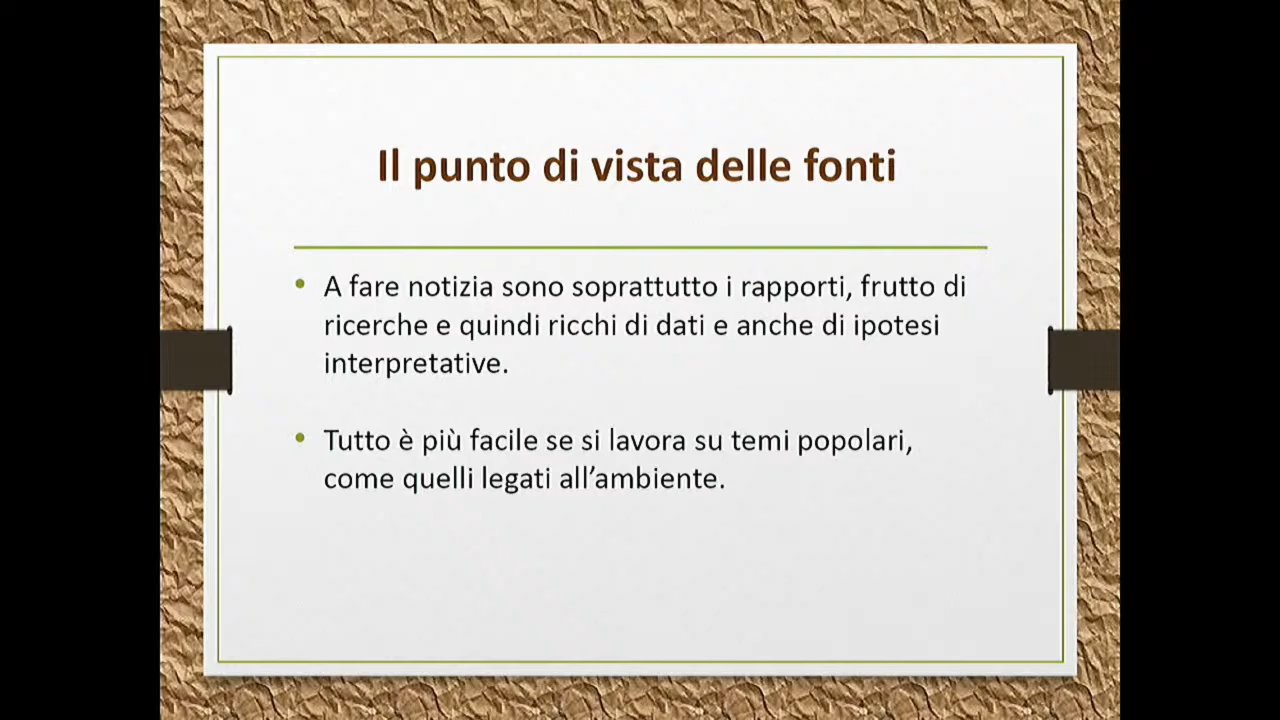 Il punto di vista delle fonti
• A fare notizia sono soprattutto i rapporti, frutto di
ricerche e quindi ricchi di dati e anche di ipotesi
interpretative.
• Tutto è più facile se si lavora su temi popolari,
come quelli legati all’ambiente.